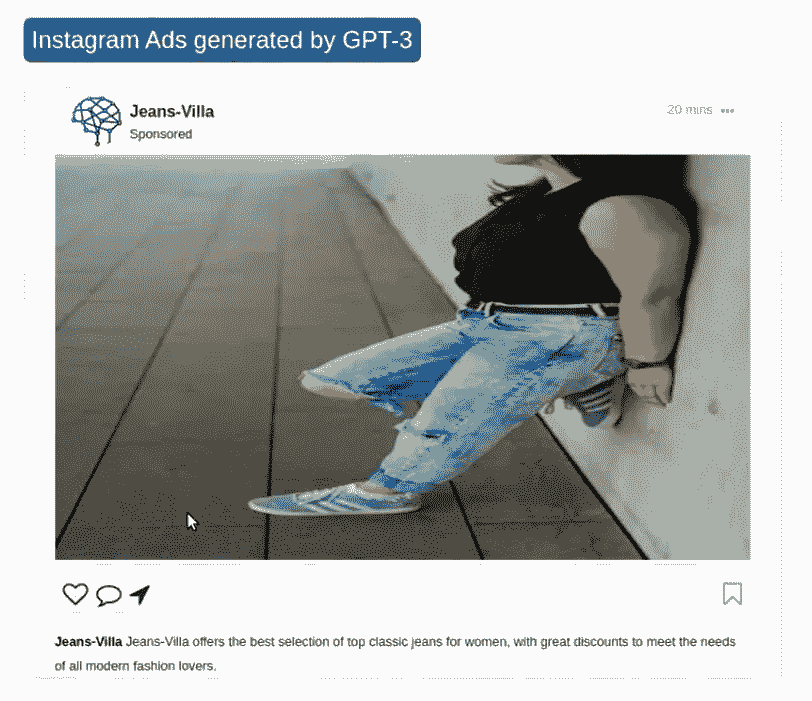 Instagram Ads generated by GPT-3
Jeans-Villa
20 mins
Sponsored
Jeans-Villa Jeans-Villa offers the best selection of top classic jeans for women, with great discounts to meet the needs
of all modern fashion lovers.